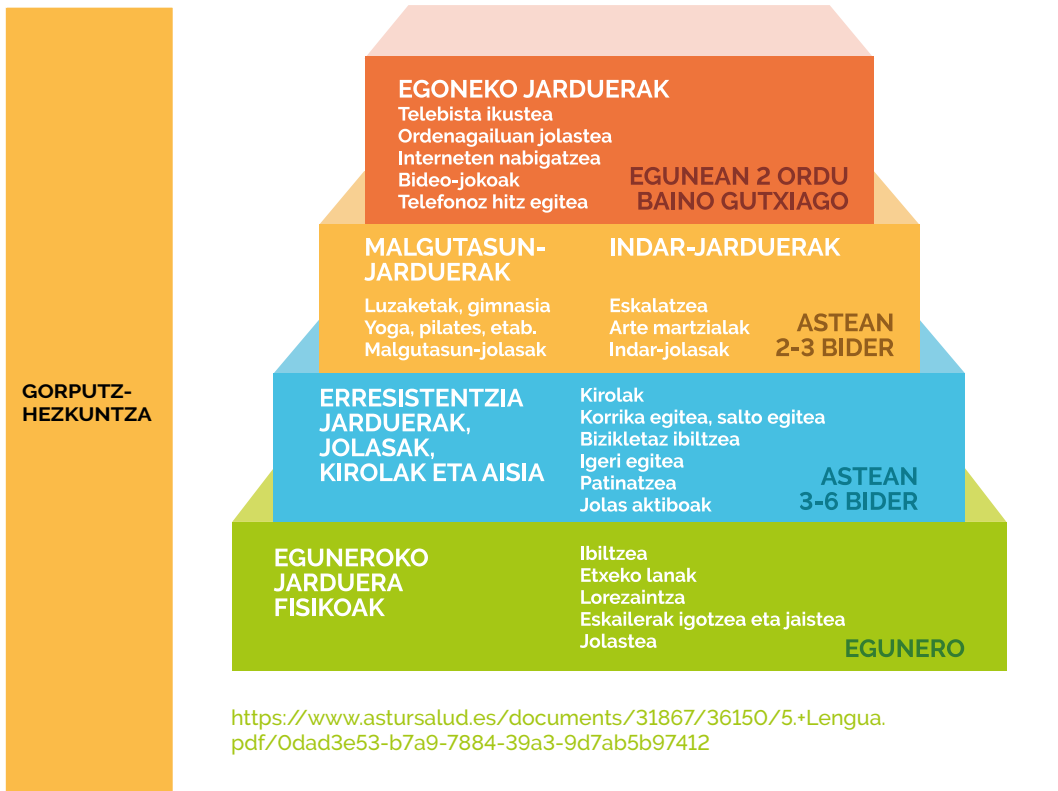 GORPUTZ-
HEZKUNTZA
EGONEKO JARDUERAK
Telebista ikustea
Ordenagailuan jolastea
Interneten nabigatzea
Bideo-jokoak
Telefonoz hitz egitea
EGUNEAN 2 ORDU
BAINO GUTXIAGO
MALGUTASUN-
JARDUERAK
Luzaketak, gimnasia
Yoga, pilates, etab.
Malgutasun-jolasak
INDAR-JARDUERAK
Eskalatzea
Arte martzialak
Indar-jolasak
ASTEAN
2-3 BIDER
ERRESISTENTZIA
JARDUERAK,
JOLASAK,
KIROLAK ETA AISIA
Kirolak
Korrika egitea, salto egitea
Bizikletaz ibiltzea
Igeri egitea
Patinatzea
Jolas aktiboak
ASTEAN
3-6 BIDER
EGUNEROKO
JARDUERA
FISIKOAK
Ibiltzea
Etxeko lanak
Lorezaintza
Eskailerak igotzea eta jaistea
Jolastea
EGUNERO
https://www.astursalud.es/documents/31867/36150/5.+Lengua.
pdf/0dad3e53-b7a9-7884-39a3-9d7ab5b97412